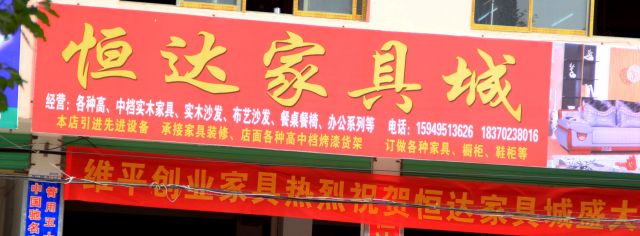 恒达家具城
经营：各种高、中档实木家具、实木沙发、布艺沙发、餐桌餐椅、办公系列等 电话：15949513626 18370238016
本店引进先进设备 承接家具装修、店面各种高中档烤漆货架 订做各种家具、橱柜、鞋柜等
维平创业家具热烈祝贺恒达家具城盛大
中国驰名